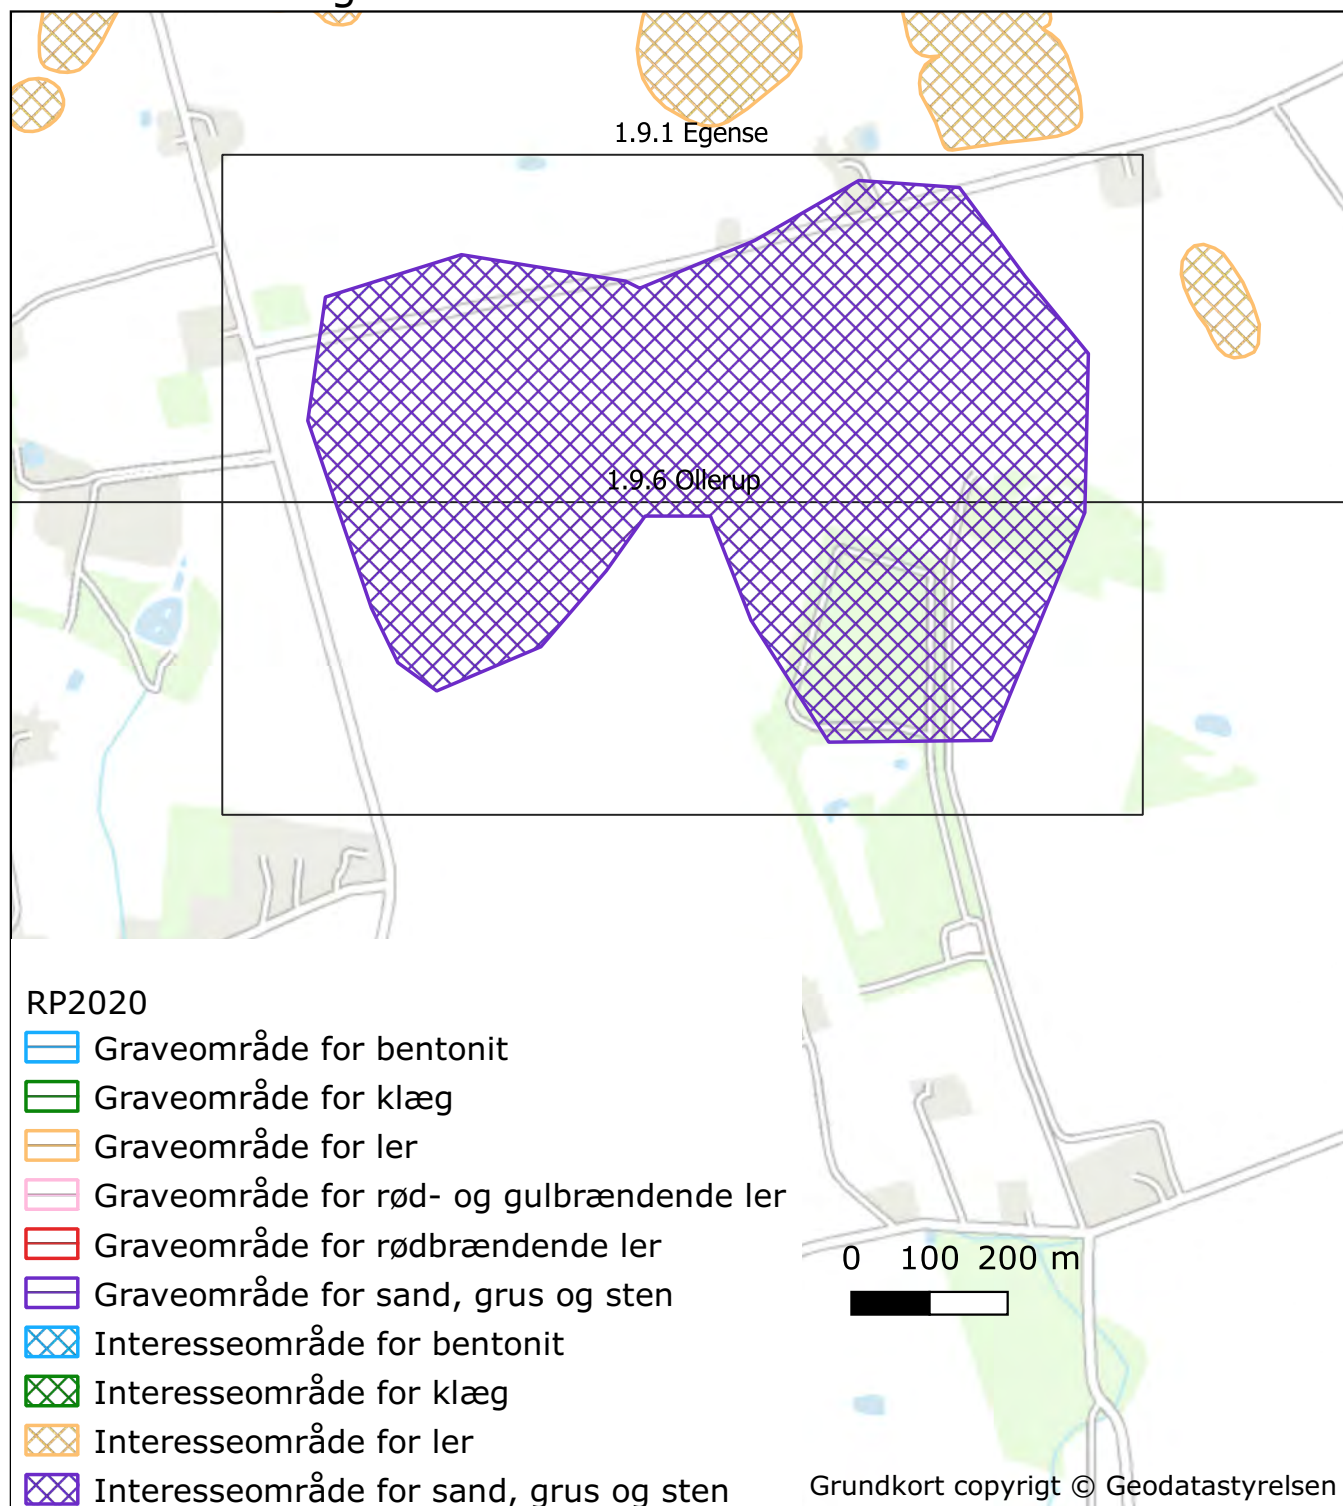 1.9.1 Egense
1.9.6 Ollerup
RP2020
Graveområde for bentonit
Graveområde for klæg
Graveområde for ler
Graveområde for rød- og gulbrændende ler
Graveområde for rødbrændende ler
Graveområde for sand, grus og sten
Interesseområde for bentonit
Interesseområde for klæg
Interesseområde for ler
Interesseområde for sand, grus og sten
0 100 200 m
Grundkort copyrigt © Geodatastyrelsen